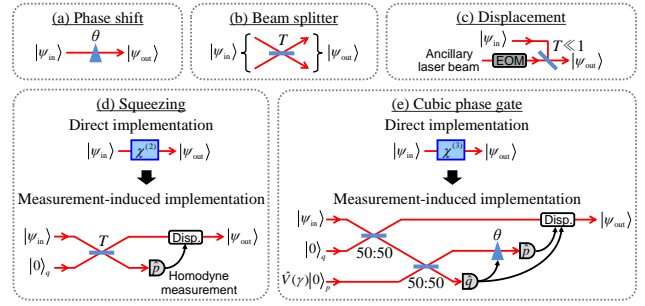 (a) Phase shift
θ
|ψin⟩
|ψout⟩
(b) Beam splitter
T
|ψin⟩
|ψout⟩
(c) Displacement
|ψin⟩
T≪1
Ancillary
laser beam
EOM
|ψout⟩
(d) Squeezing
Direct implementation
|ψin⟩ χ(2) |ψout⟩
Measurement-induced implementation
|ψin⟩
T
Disp.
|ψout⟩
|0⟩q
p̂
Homodyne
measurement
(e) Cubic phase gate
Direct implementation
|ψin⟩ χ(3) |ψout⟩
Measurement-induced implementation
|ψin⟩
Disp.
|ψout⟩
|0⟩q
50:50
θ
p̂
V̂(γ)|0⟩p
50:50
q̂